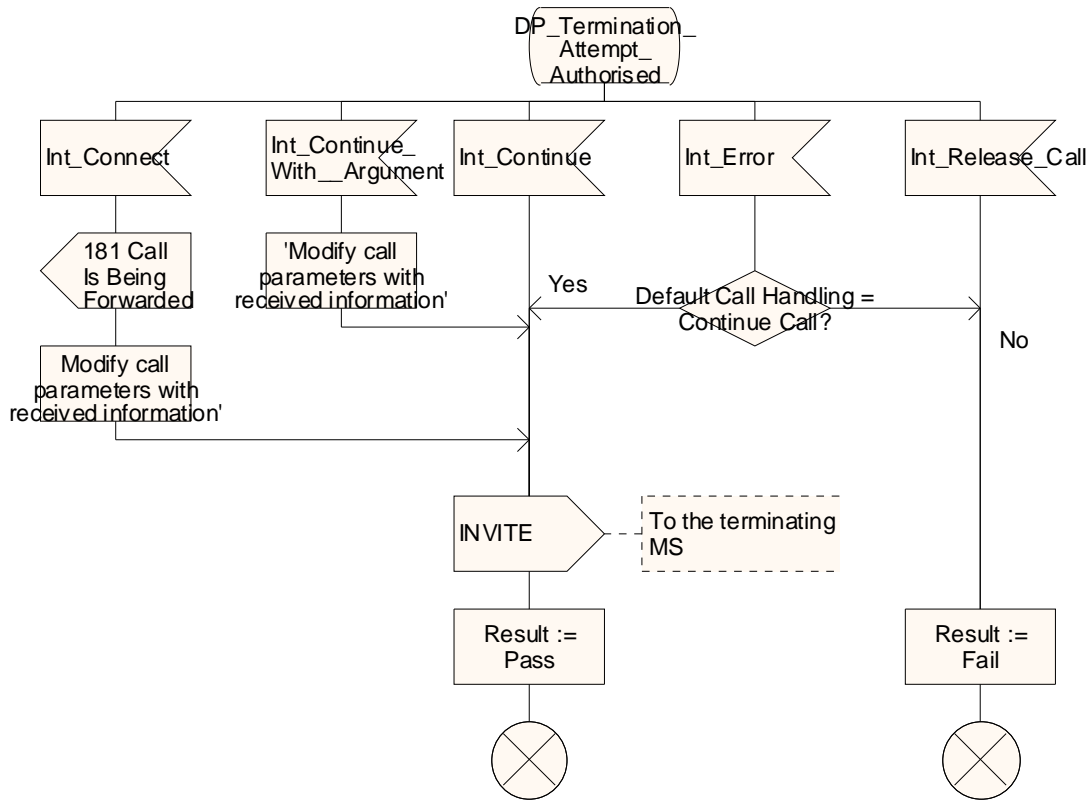 DP_Termination_
Attempt_
Authorised
Int_Connect
Int_Continue_
With__Argument
Int_Continue
Int_Error
Int_Release_Call
181 Call
Is Being
Forwarded
'Modify call
parameters with
received information'
Yes
Default Call Handling =
Continue Call?
No
Modify call
parameters with
received information'
INVITE
To the terminating
MS
Result :=
Pass
Result :=
Fail